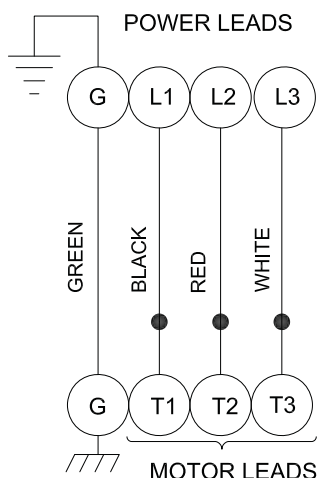 POWER LEADS
G L1 L2 L3
GREEN
BLACK
RED
WHITE
G T1 T2 T3
MOTOR LEADS